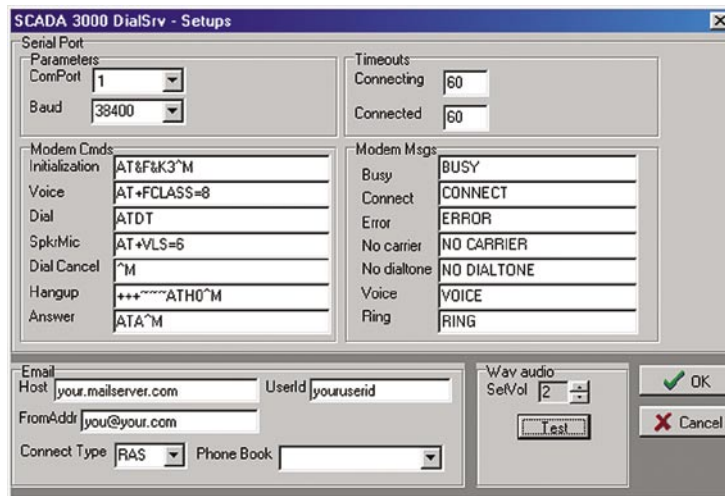 SCADA 3000 DialSrv - Setups
Serial Port
Parameters
ComPort 1
Baud 38400
Timeouts
Connecting 60
Connected 60
Modem Cmds
Initialization AT&F&K3^M
Voice AT+FCLASS=8
Dial ATDT
SpkrMic AT+VLS=6
Dial Cancel ^M
Hangup +++~~~ATH0^M
Answer ATA^M
Modem Msgs
Busy BUSY
Connect CONNECT
Error ERROR
No carrier NO CARRIER
No dialtone NO DIALTONE
Voice VOICE
Ring RING
Email
Host your.mailserver.com UserId youruserid
FromAddr you@your.com
Connect Type RAS Phone Book
Wav audio
SetVol 2
Test
OK
Cancel